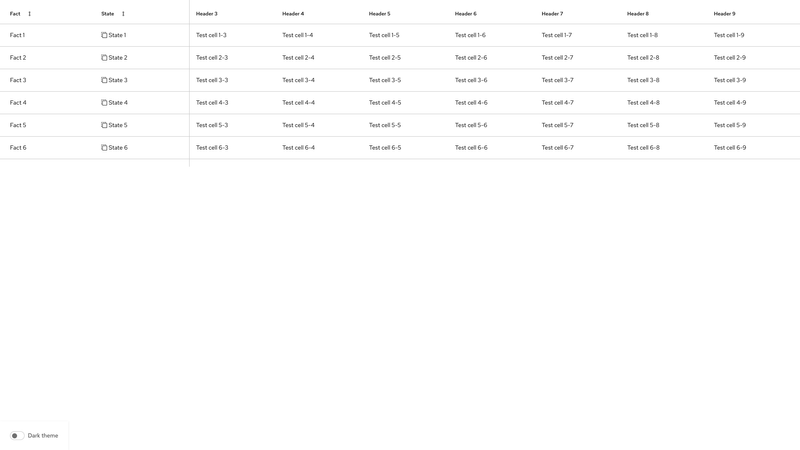 Fact State Header 3 Header 4 Header 5 Header 6 Header 7 Header 8 Header 9
Fact 1 State 1 Test cell 1-3 Test cell 1-4 Test cell 1-5 Test cell 1-6 Test cell 1-7 Test cell 1-8 Test cell 1-9
Fact 2 State 2 Test cell 2-3 Test cell 2-4 Test cell 2-5 Test cell 2-6 Test cell 2-7 Test cell 2-8 Test cell 2-9
Fact 3 State 3 Test cell 3-3 Test cell 3-4 Test cell 3-5 Test cell 3-6 Test cell 3-7 Test cell 3-8 Test cell 3-9
Fact 4 State 4 Test cell 4-3 Test cell 4-4 Test cell 4-5 Test cell 4-6 Test cell 4-7 Test cell 4-8 Test cell 4-9
Fact 5 State 5 Test cell 5-3 Test cell 5-4 Test cell 5-5 Test cell 5-6 Test cell 5-7 Test cell 5-8 Test cell 5-9
Fact 6 State 6 Test cell 6-3 Test cell 6-4 Test cell 6-5 Test cell 6-6 Test cell 6-7 Test cell 6-8 Test cell 6-9
Dark theme